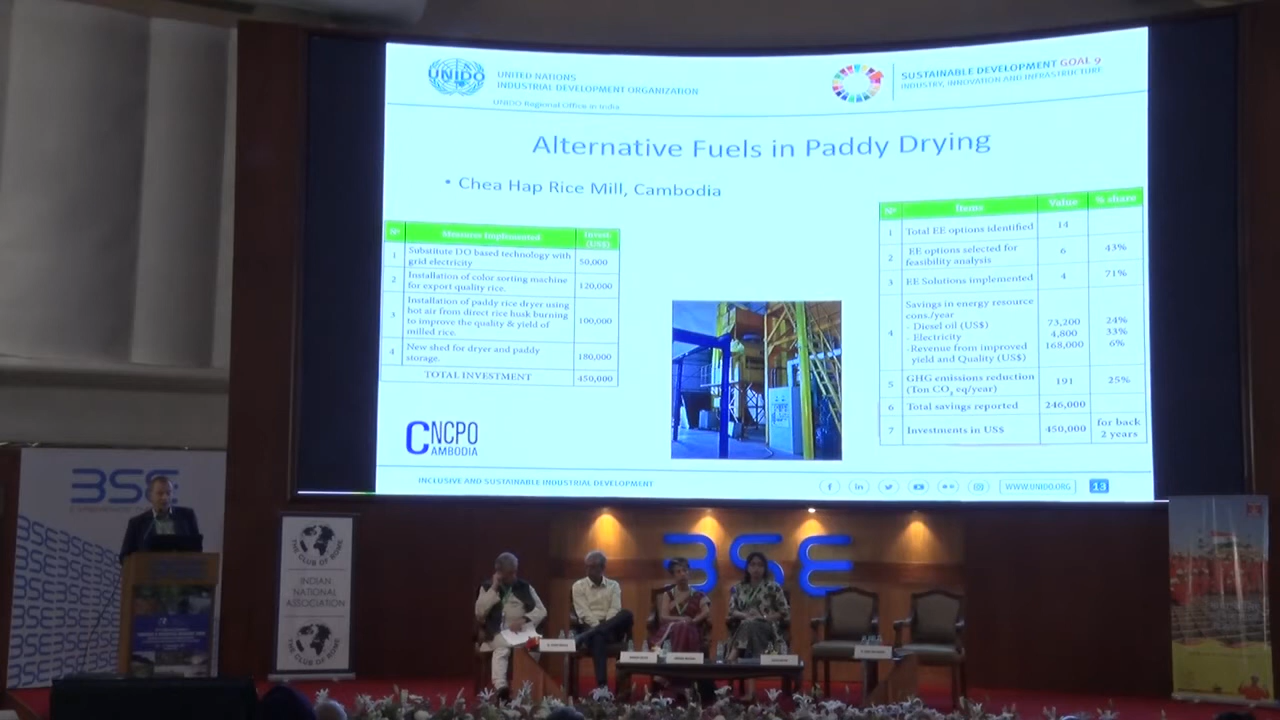 UNIDO
UNITED NATIONS
INDUSTRIAL DEVELOPMENT ORGANIZATION
UNIDO Regional Office in India
SUSTAINABLE DEVELOPMENT GOAL 9
INDUSTRY, INNOVATION AND INFRASTRUCTURE
Alternative Fuels in Paddy Drying
• Chea Hap Rice Mill, Cambodia
Nº Measure Implemented Invest. (US$)
1 Substitute DO based technology with grid electricity 50,000
2 Installation of color sorting machine for export quality rice. 120,000
3 Installation of paddy rice dryer using hot air from direct rice husk burning to improve the quality & yield of milled rice. 100,000
4 New shed for dryer and paddy storage. 180,000
TOTAL INVESTMENT 450,000
Nº Items Value % share
1 Total EE options identified 14
2 EE options selected for feasibility analysis 6 43%
3 EE Solutions implemented 4 71%
4 Savings in energy resource cons./year
- Diesel oil (US$) 73,200 24%
- Electricity 4,800 33%
-Revenue from improved yield and Quality (US$) 168,000 6%
5 GHG emissions reduction (Ton CO2 eq/year) 191 25%
6 Total savings reported 246,000
7 Investments in US$ 450,000 for back 2 years
CNCPO
CAMBODIA
INCLUSIVE AND SUSTAINABLE INDUSTRIAL DEVELOPMENT
WWW.UNIDO.ORG
13
BSE
BSE
THE CLUB OF ROME
INDIAN
NATIONAL
ASSOCIATION
THE CLUB OF ROME